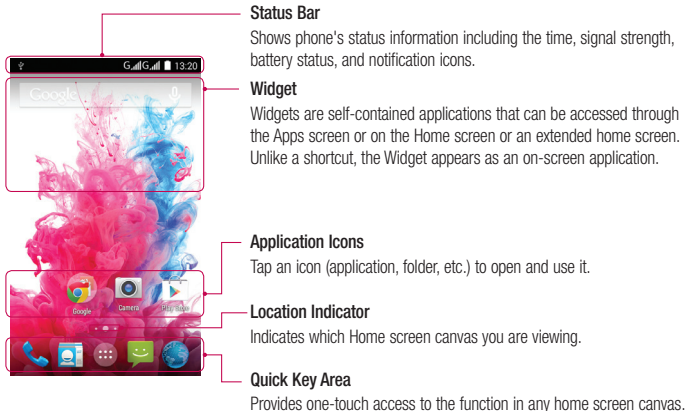 Status Bar
Shows phone's status information including the time, signal strength,
battery status, and notification icons.
G G 13:20
Widget
Google
Widgets are self-contained applications that can be accessed through
the Apps screen or on the Home screen or an extended home screen.
Unlike a shortcut, the Widget appears as an on-screen application.
Application Icons
Tap an icon (application, folder, etc.) to open and use it.
Google Camera Play Store
Location Indicator
Indicates which Home screen canvas you are viewing.
Quick Key Area
Provides one-touch access to the function in any home screen canvas.